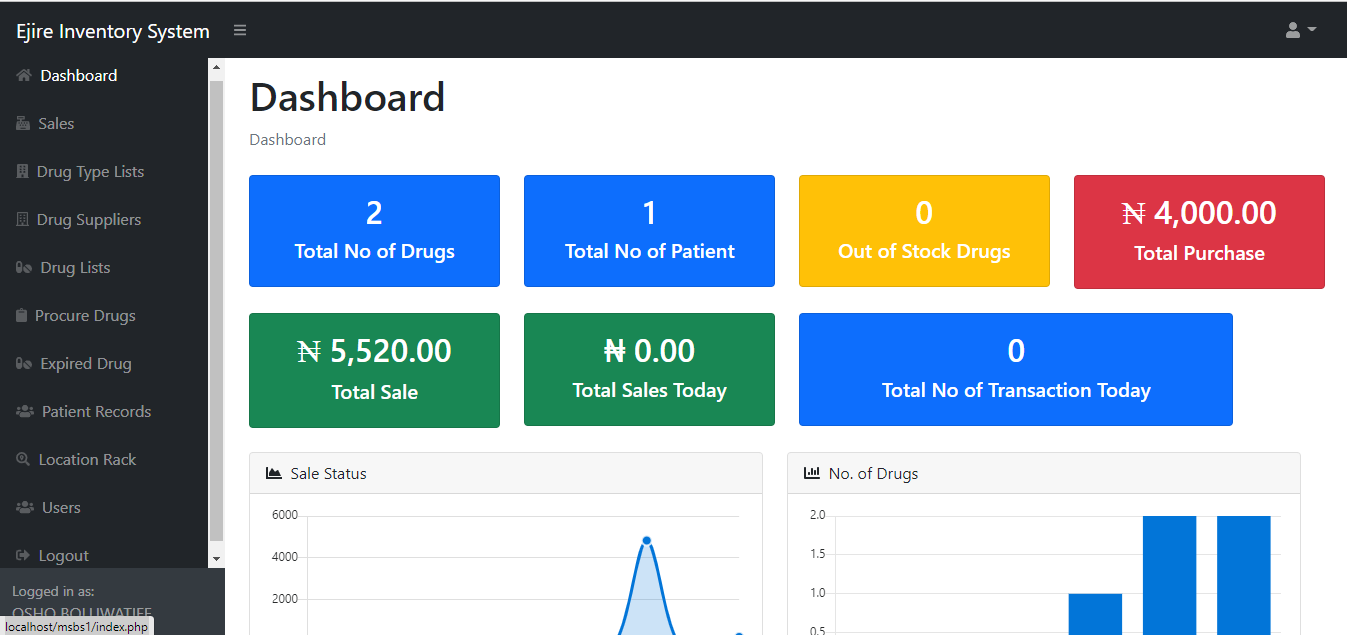 Ejire Inventory System
Dashboard
Sales
Drug Type Lists
Drug Suppliers
Drug Lists
Procure Drugs
Expired Drug
Patient Records
Location Rack
Users
Logout
Logged in as:
OSHO BOLUWATIFE
localhost/msbs1/index.php
Dashboard
Dashboard
2
Total No of Drugs
1
Total No of Patient
0
Out of Stock Drugs
₦ 4,000.00
Total Purchase
₦ 5,520.00
Total Sale
₦ 0.00
Total Sales Today
0
Total No of Transaction Today
Sale Status
6000
4000
2000
No. of Drugs
2.0
1.5
1.0
0.5